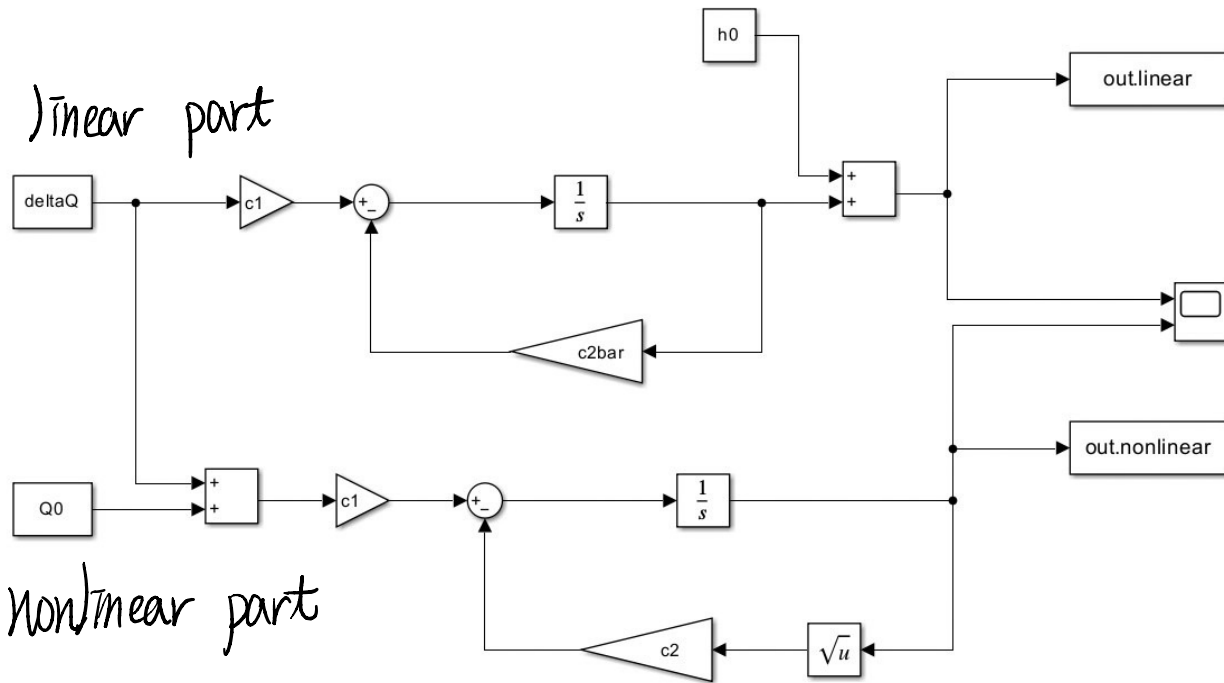 h0
out.linear
linear part
deltaQ
c1
+
−
1
s
+
+
c2bar
out.nonlinear
+
+
Q0
c1
+
−
1
s
nonlinear part
c2
√u